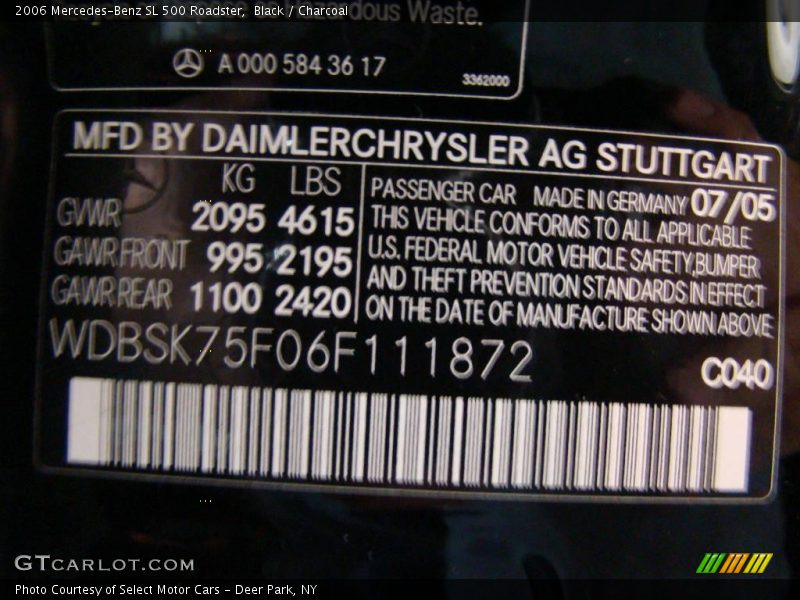 2006 Mercedes-Benz SL 500 Roadster, Black / Charcoal
Hazardous Waste.
A 000 584 36 17
3362000
MFD BY DAIMLERCHRYSLER AG STUTTGART
KG LBS
GVWR 2095 4615
GAWR.FRONT 995 2195
GAWR.REAR 1100 2420
PASSENGER CAR MADE IN GERMANY 07/05
THIS VEHICLE CONFORMS TO ALL APPLICABLE
U.S. FEDERAL MOTOR VEHICLE SAFETY,BUMPER
AND THEFT PREVENTION STANDARDS IN EFFECT
ON THE DATE OF MANUFACTURE SHOWN ABOVE
WDBSK75F06F111872
C040
GTCARLOT.COM
Photo Courtesy of Select Motor Cars - Deer Park, NY